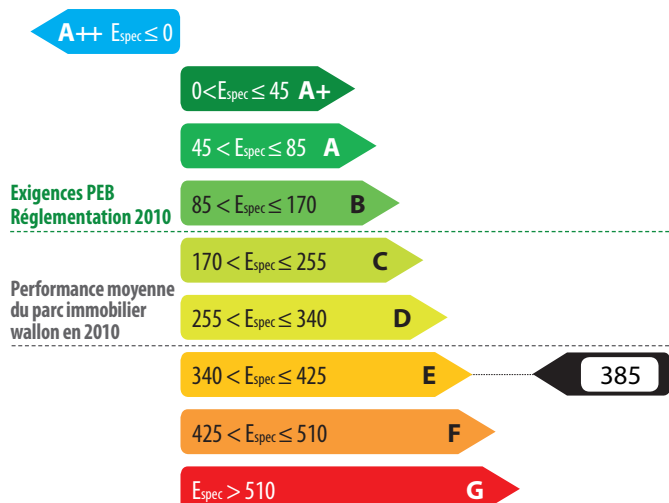 A++ Espec ≤ 0
0<Espec ≤ 45 A+
45 < Espec ≤ 85 A
Exigences PEB
Réglementation 2010
85 < Espec ≤ 170 B
170 < Espec ≤ 255 C
Performance moyenne
du parc immobilier
wallon en 2010
255 < Espec ≤ 340 D
340 < Espec ≤ 425 E
385
425 < Espec ≤ 510 F
Espec > 510 G